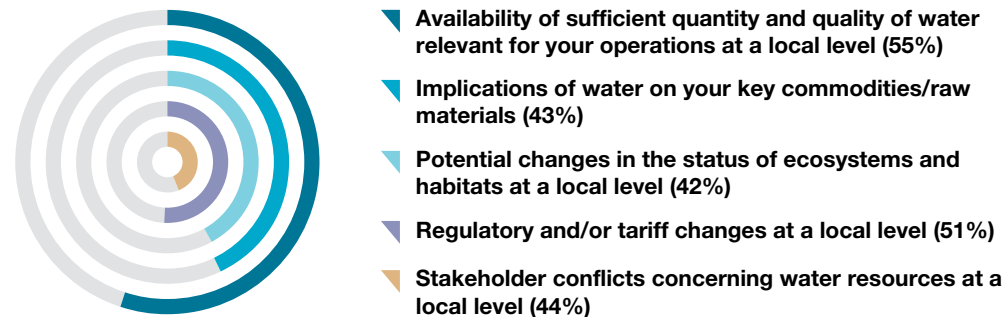 Availability of sufficient quantity and quality of water
relevant for your operations at a local level (55%)
Implications of water on your key commodities/raw
materials (43%)
Potential changes in the status of ecosystems and
habitats at a local level (42%)
Regulatory and/or tariff changes at a local level (51%)
Stakeholder conflicts concerning water resources at a
local level (44%)